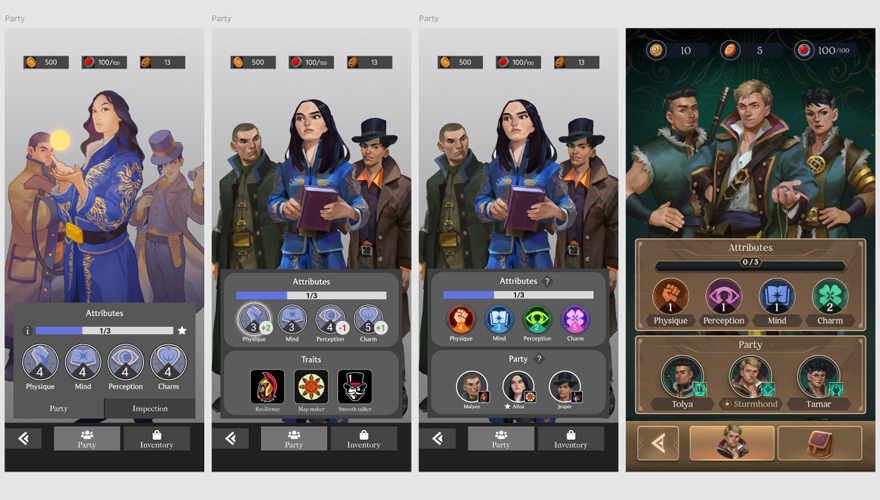 Party
500
100/100
13
Attributes
i
1/3
4
4
4
4
Physique
Mind
Perception
Charm
Party
Inspection
Party
Inventory
Party
500
100/100
13
Attributes
1/3
3 +2
3
4 -1
5 +1
Physique
Mind
Perception
Charm
Traits
Resilience
Map maker
Smooth talker
Party
Inventory
Party
500
100/100
13
Attributes ?
1/3
4
3
2
5
Physique
Mind
Perception
Charm
Party ?
Malyen
Alina
Jesper
Party
Inventory
10
5
100/100
Attributes
0/3
1
1
1
2
Physique
Perception
Mind
Charm
Party
Tolya
Sturmhond
Tamar